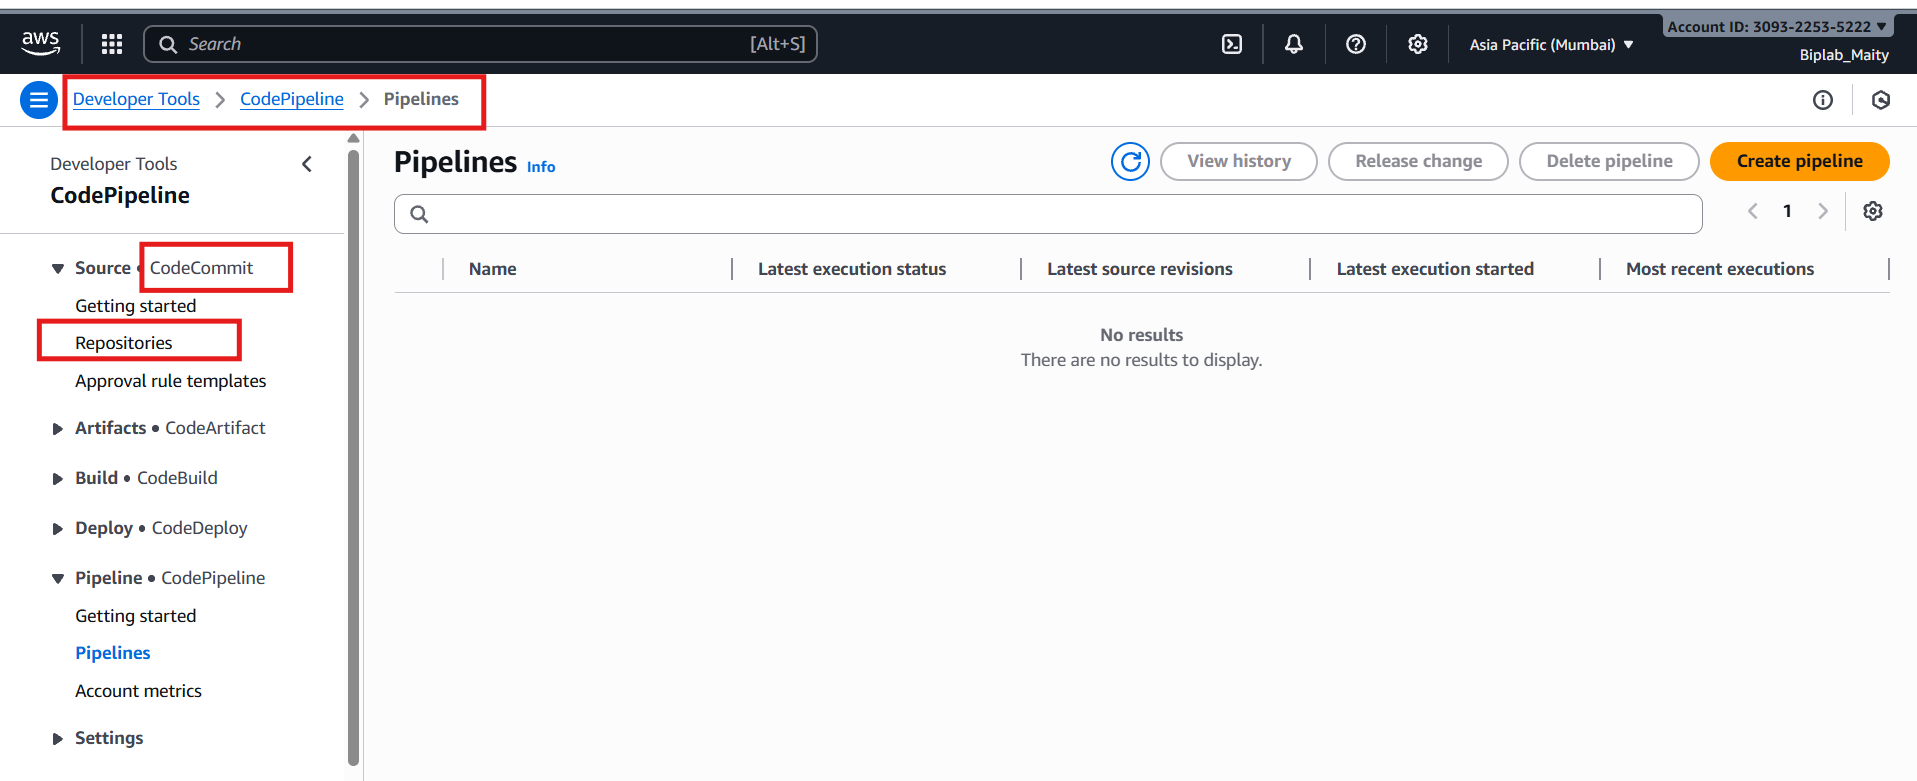 aws
Search [Alt+S]
Asia Pacific (Mumbai) ▼
Account ID: 3093-2253-5222 ▼
Biplab_Maity
Developer Tools > CodePipeline > Pipelines
Developer Tools
CodePipeline
Source • CodeCommit
Getting started
Repositories
Approval rule templates
Artifacts • CodeArtifact
Build • CodeBuild
Deploy • CodeDeploy
Pipeline • CodePipeline
Getting started
Pipelines
Account metrics
Settings
Pipelines Info
View history
Release change
Delete pipeline
Create pipeline
< 1 >
Name
Latest execution status
Latest source revisions
Latest execution started
Most recent executions
No results
There are no results to display.